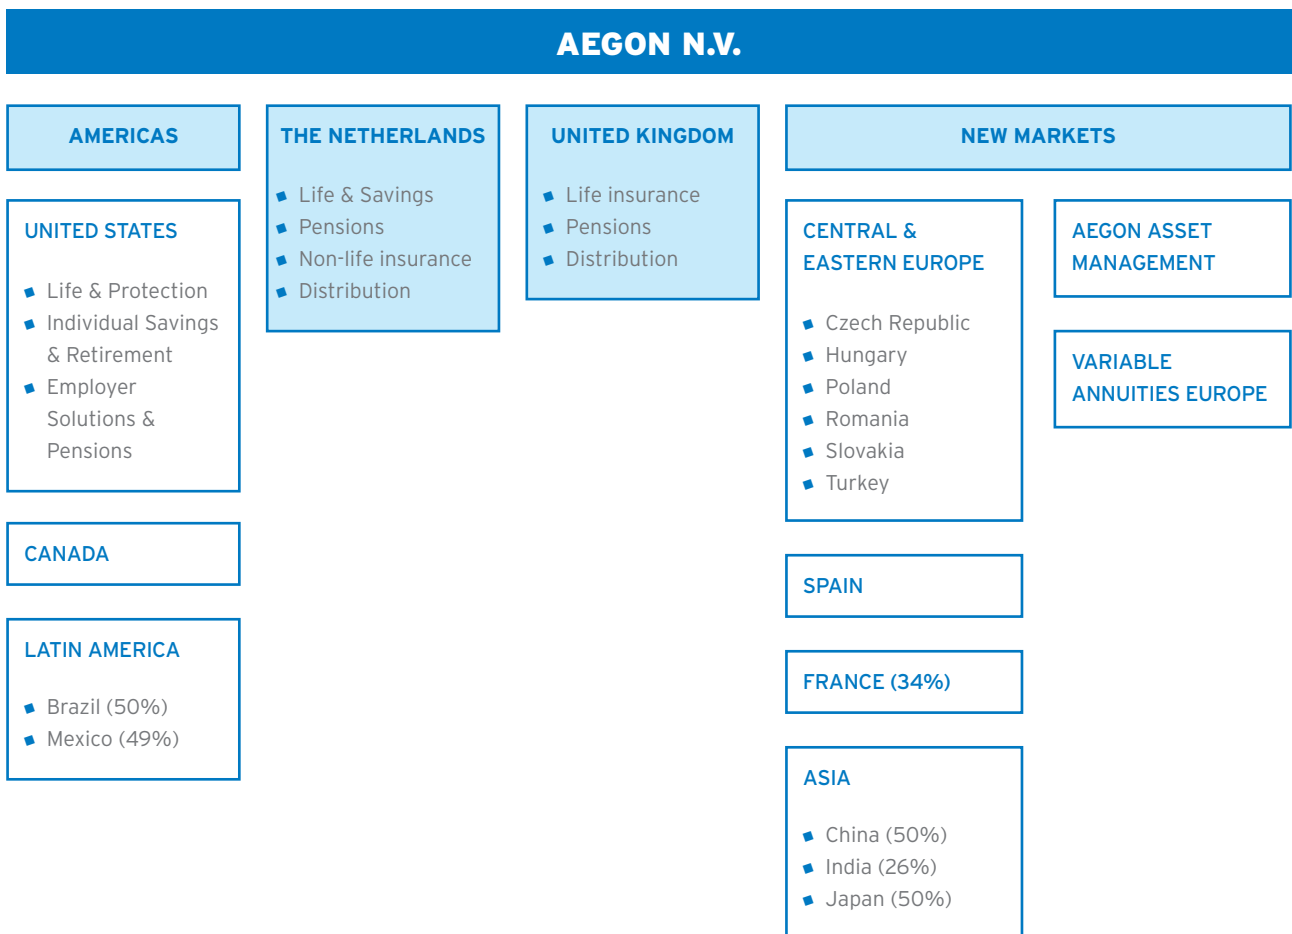 AEGON N.V.
AMERICAS
UNITED STATES
Life & Protection
Individual Savings
& Retirement
Employer
Solutions &
Pensions
CANADA
LATIN AMERICA
Brazil (50%)
Mexico (49%)
THE NETHERLANDS
Life & Savings
Pensions
Non-life insurance
Distribution
UNITED KINGDOM
Life insurance
Pensions
Distribution
NEW MARKETS
CENTRAL &
EASTERN EUROPE
Czech Republic
Hungary
Poland
Romania
Slovakia
Turkey
SPAIN
FRANCE (34%)
ASIA
China (50%)
India (26%)
Japan (50%)
AEGON ASSET
MANAGEMENT
VARIABLE
ANNUITIES EUROPE